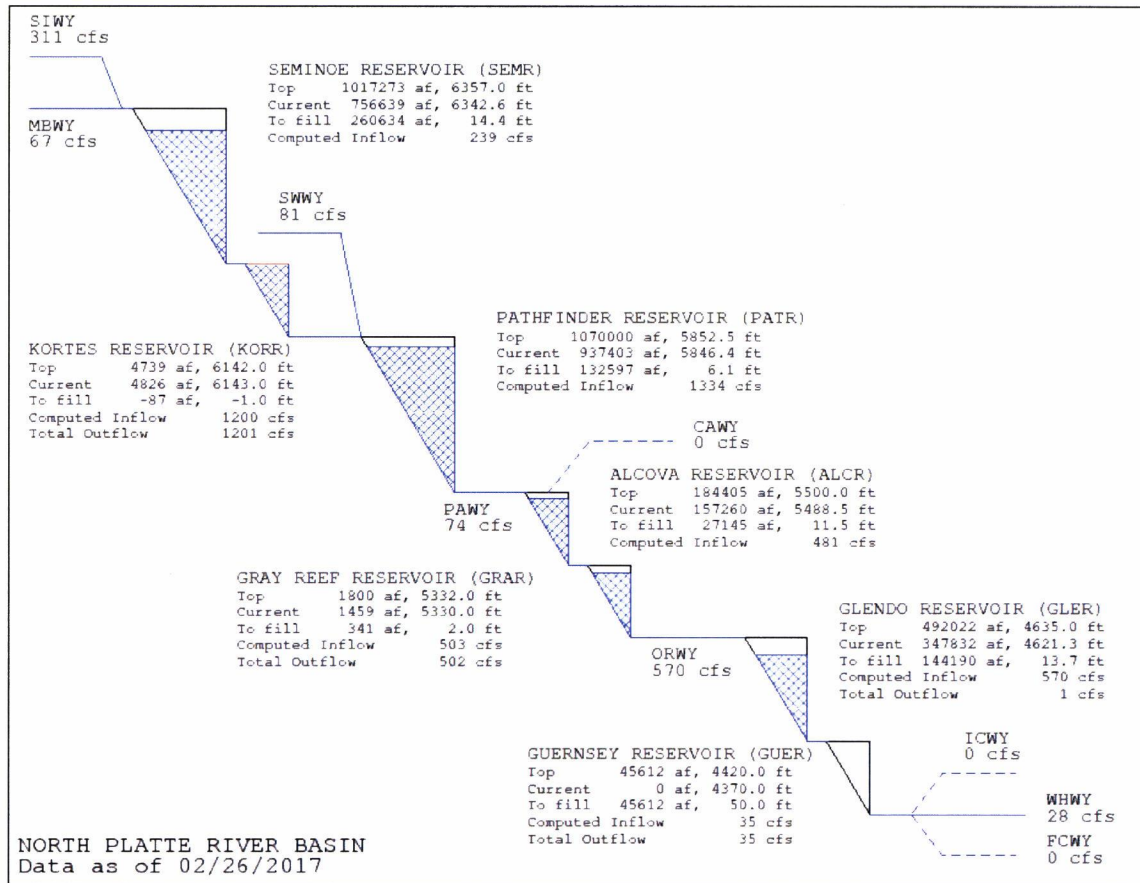 SIWY
311 cfs
MBWY
67 cfs
SEMINOE RESERVOIR (SEMR)
Top 1017273 af, 6357.0 ft
Current 756639 af, 6342.6 ft
To fill 260634 af, 14.4 ft
Computed Inflow 239 cfs
SWWY
81 cfs
KORTES RESERVOIR (KORR)
Top 4739 af, 6142.0 ft
Current 4826 af, 6143.0 ft
To fill -87 af, -1.0 ft
Computed Inflow 1200 cfs
Total Outflow 1201 cfs
PATHFINDER RESERVOIR (PATR)
Top 1070000 af, 5852.5 ft
Current 937403 af, 5846.4 ft
To fill 132597 af, 6.1 ft
Computed Inflow 1334 cfs
CAWY
0 cfs
PAWY
74 cfs
ALCOVA RESERVOIR (ALCR)
Top 184405 af, 5500.0 ft
Current 157260 af, 5488.5 ft
To fill 27145 af, 11.5 ft
Computed Inflow 481 cfs
GRAY REEF RESERVOIR (GRAR)
Top 1800 af, 5332.0 ft
Current 1459 af, 5330.0 ft
To fill 341 af, 2.0 ft
Computed Inflow 503 cfs
Total Outflow 502 cfs
ORWY
570 cfs
GLENDO RESERVOIR (GLER)
Top 492022 af, 4635.0 ft
Current 347832 af, 4621.3 ft
To fill 144190 af, 13.7 ft
Computed Inflow 570 cfs
Total Outflow 1 cfs
GUERNSEY RESERVOIR (GUER)
Top 45612 af, 4420.0 ft
Current 0 af, 4370.0 ft
To fill 45612 af, 50.0 ft
Computed Inflow 35 cfs
Total Outflow 35 cfs
ICWY
0 cfs
WHWY
28 cfs
FCWY
0 cfs
NORTH PLATTE RIVER BASIN
Data as of 02/26/2017